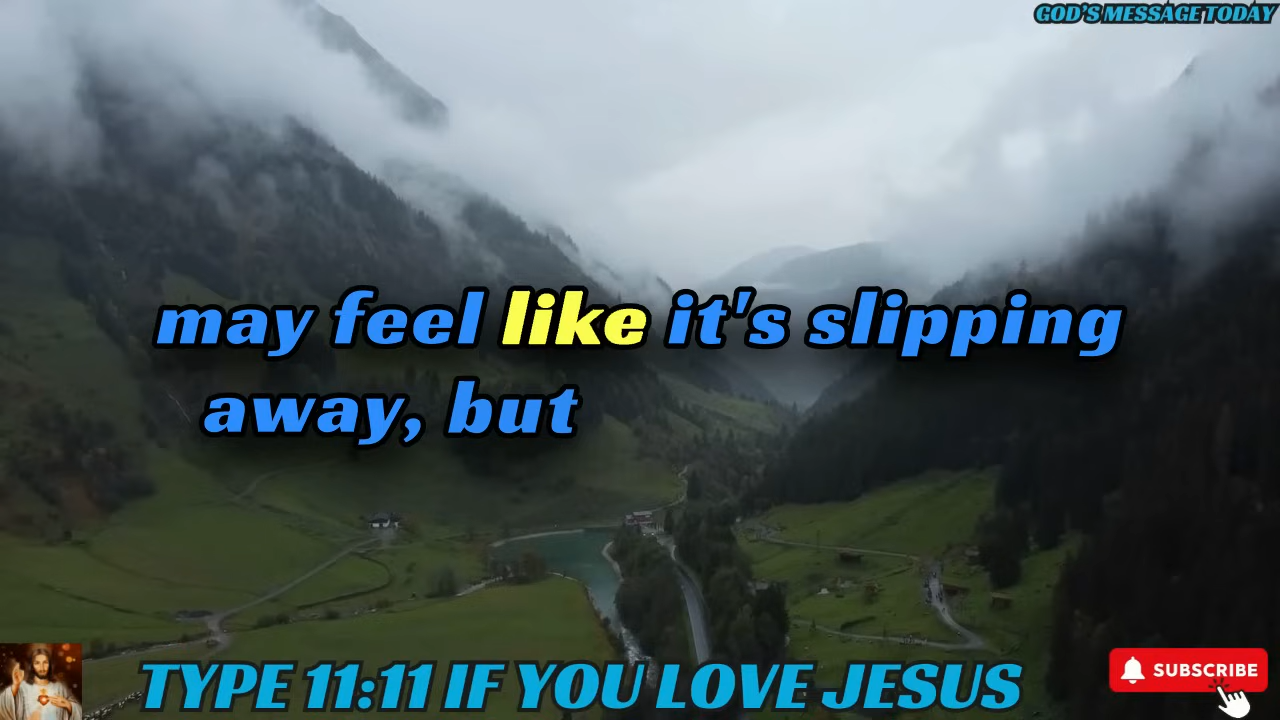 GOD'S MESSAGE TODAY
may feel like it's slipping
away, but
TYPE 11:11 IF YOU LOVE JESUS
SUBSCRIBE